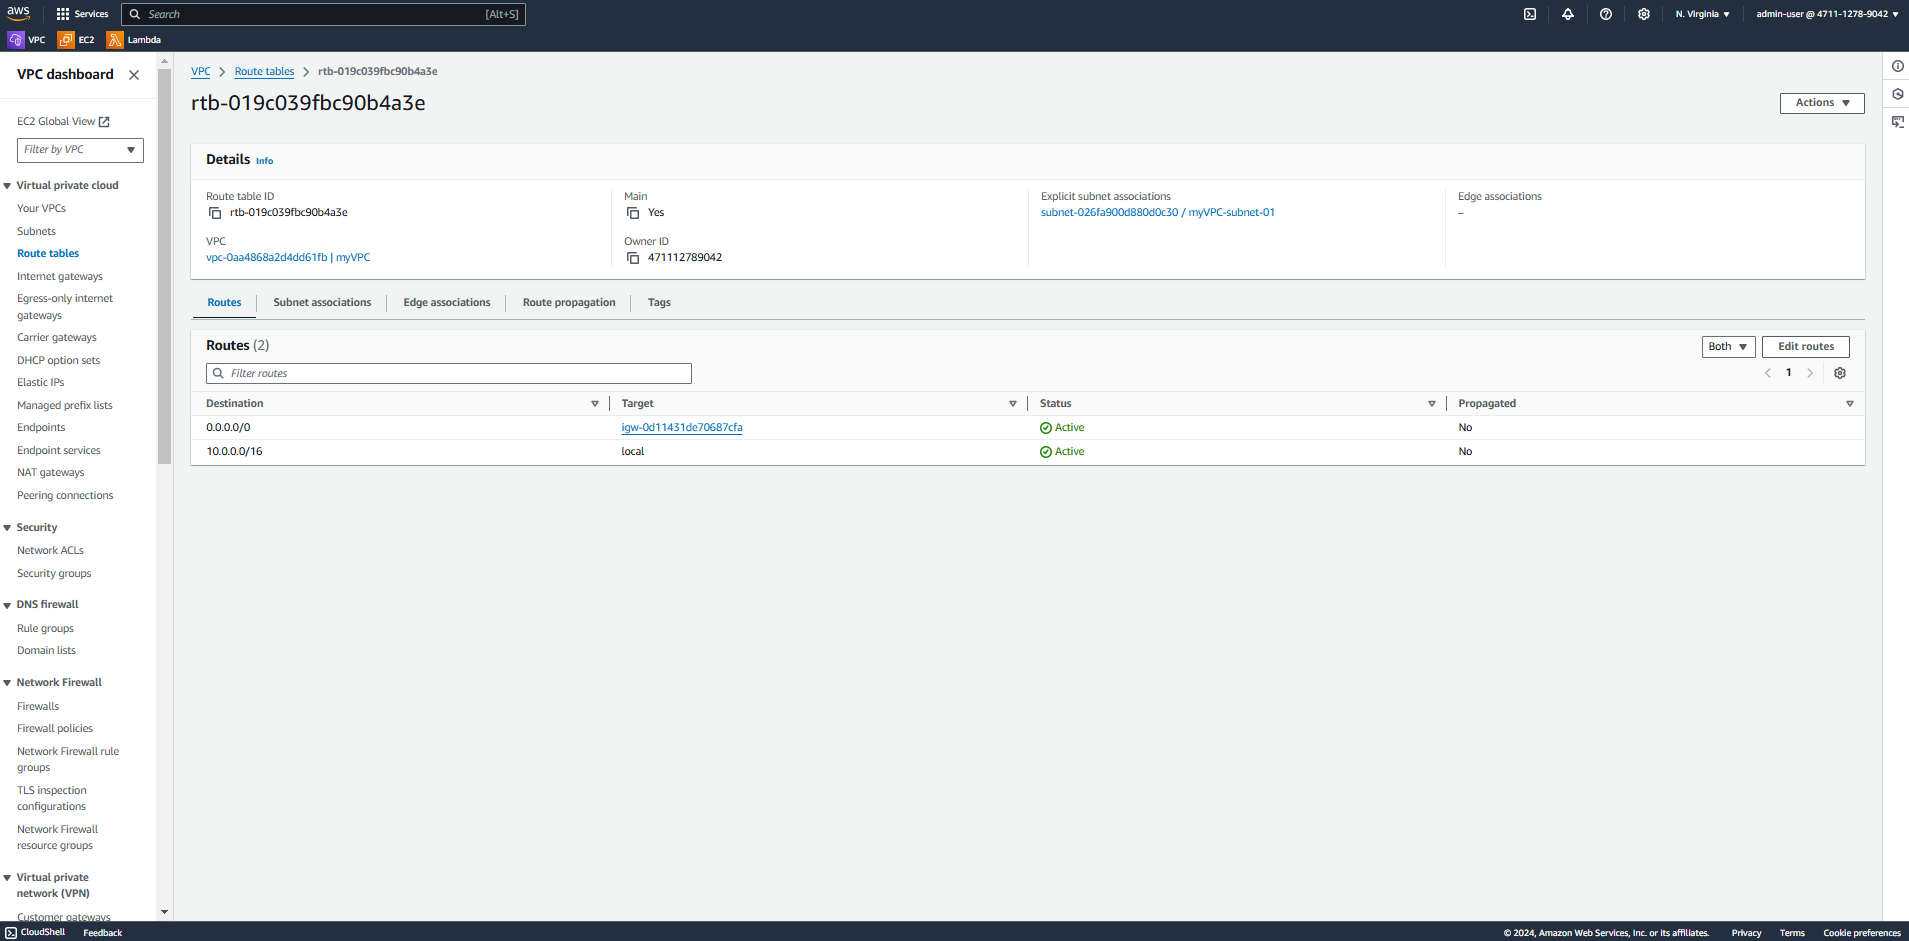 aws Services Search [Alt+S] N. Virginia admin-user @ 4711-1278-9042
VPC EC2 Lambda
VPC dashboard
EC2 Global View
Filter by VPC
Virtual private cloud
Your VPCs
Subnets
Route tables
Internet gateways
Egress-only internet
gateways
Carrier gateways
DHCP option sets
Elastic IPs
Managed prefix lists
Endpoints
Endpoint services
NAT gateways
Peering connections
Security
Network ACLs
Security groups
DNS firewall
Rule groups
Domain lists
Network Firewall
Firewalls
Firewall policies
Network Firewall rule
groups
TLS inspection
configurations
Network Firewall
resource groups
Virtual private
network (VPN)
Customer gateways
VPC > Route tables > rtb-019c039fbc90b4a3e
rtb-019c039fbc90b4a3e
Actions
Details Info
Route table ID
rtb-019c039fbc90b4a3e
Main
Yes
Explicit subnet associations
subnet-026fa900d880d0c30 / myVPC-subnet-01
Edge associations
–
VPC
vpc-0aa4868a2d4dd61fb | myVPC
Owner ID
471112789042
Routes Subnet associations Edge associations Route propagation Tags
Routes (2)
Both Edit routes
Filter routes
1
Destination Target Status Propagated
0.0.0.0/0 igw-0d11431de70687cfa Active No
10.0.0.0/16 local Active No
CloudShell Feedback © 2024, Amazon Web Services, Inc. or its affiliates. Privacy Terms Cookie preferences